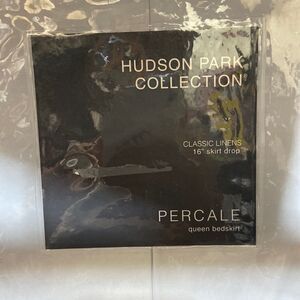 HUDSON PARK
COLLECTION
CLASSIC LINENS
16" skirt drop
PERCALE
queen bedskirt